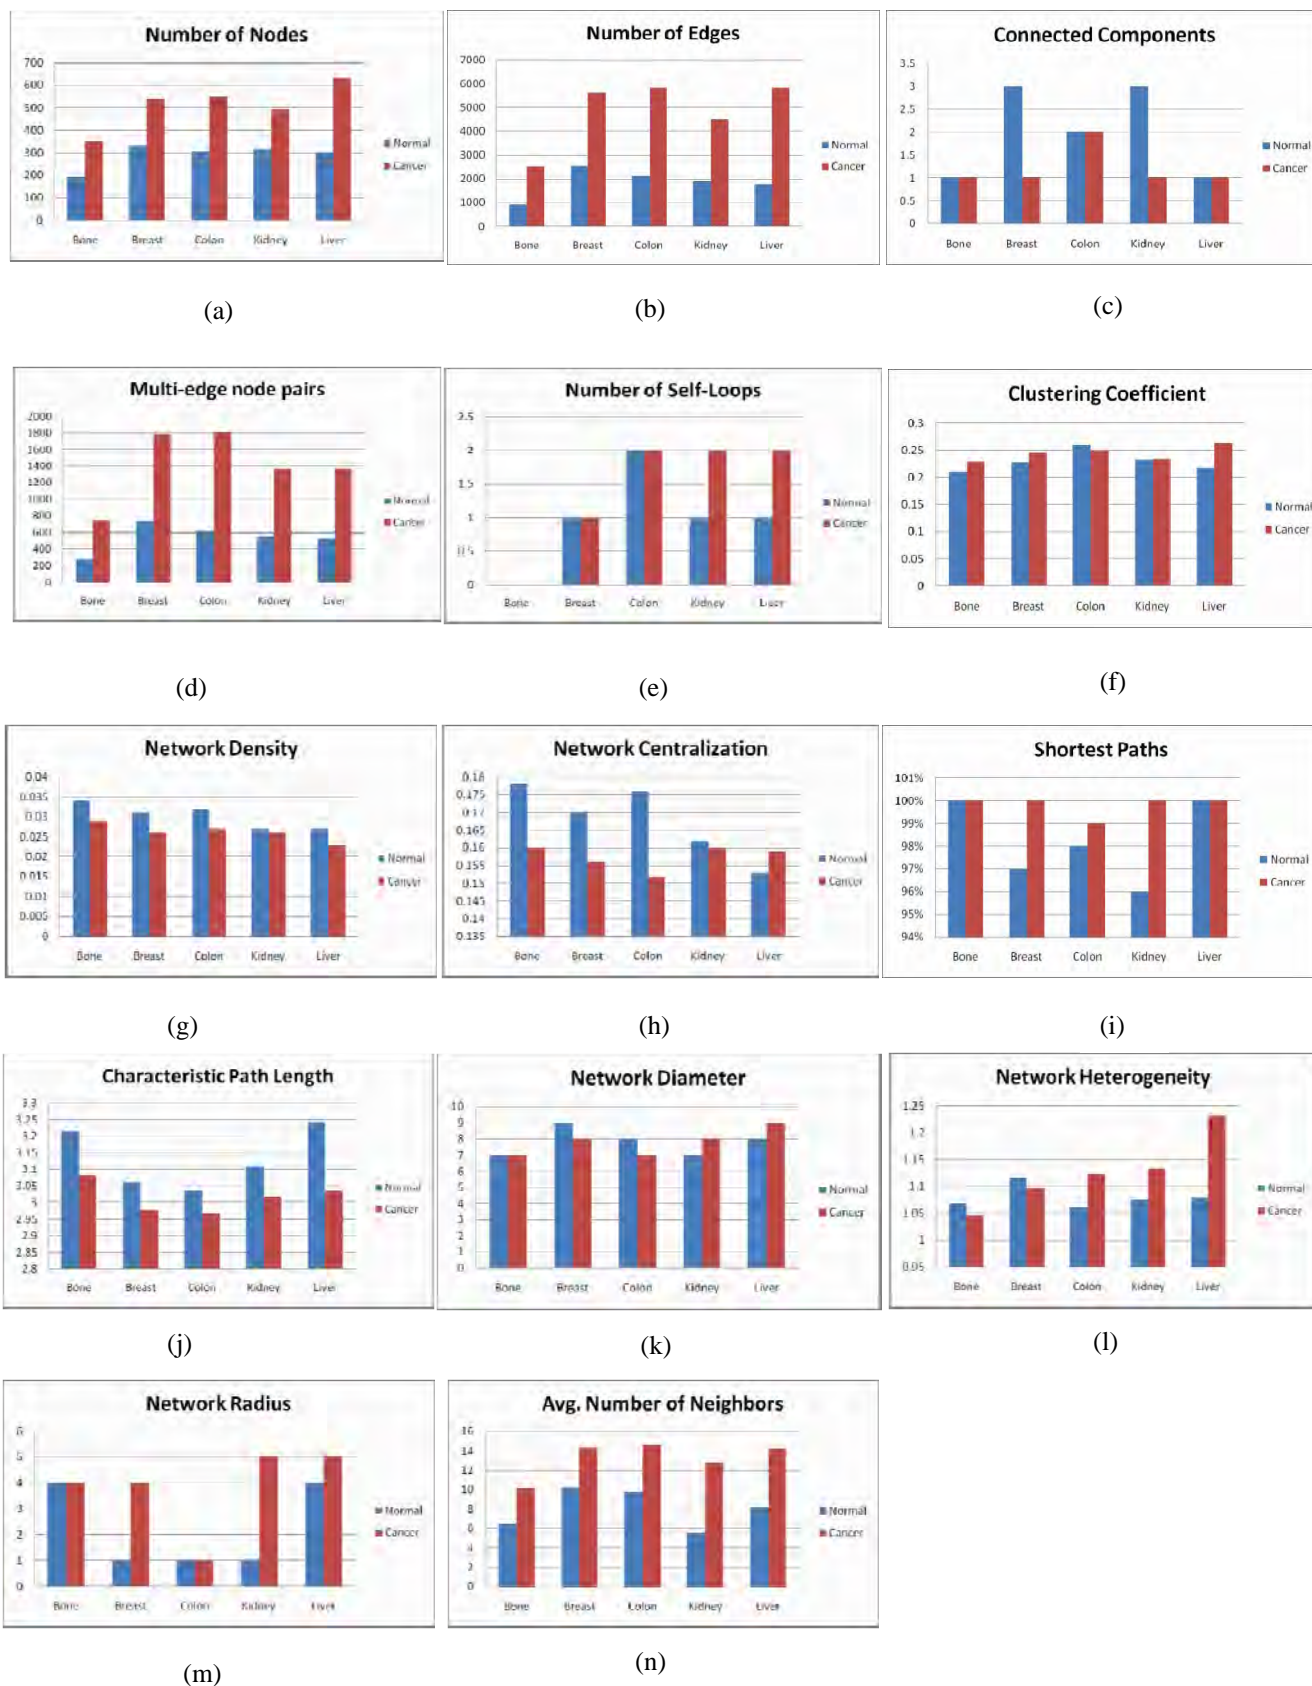 Number of Nodes
700
600
500
400
300
200
100
0
Bone Breast Colon Kidney Liver
Normal
Cancer
(a)
Number of Edges
7000
6000
5000
4000
3000
2000
1000
0
Bone Breast Colon Kidney Liver
Normal
Cancer
(b)
Connected Components
3.5
3
2.5
2
1.5
1
0.5
0
Bone Breast Colon Kidney Liver
Normal
Cancer
(c)
Multi-edge node pairs
2000
1800
1600
1400
1200
1000
800
600
400
200
0
Bone Breast Colon Kidney Liver
Normal
Cancer
(d)
Number of Self-Loops
2.5
2
1.5
1
0.5
0
Bone Breast Colon Kidney Liver
Normal
Cancer
(e)
Clustering Coefficient
0.3
0.25
0.2
0.15
0.1
0.05
0
Bone Breast Colon Kidney Liver
Normal
Cancer
(f)
Network Density
0.04
0.035
0.03
0.025
0.02
0.015
0.01
0.005
0
Bone Breast Colon Kidney Liver
Normal
Cancer
(g)
Network Centralization
0.18
0.175
0.17
0.165
0.16
0.155
0.15
0.145
0.14
0.135
Bone Breast Colon Kidney Liver
Normal
Cancer
(h)
Shortest Paths
101%
100%
99%
98%
97%
96%
95%
94%
Bone Breast Colon Kidney Liver
Normal
Cancer
(i)
Characteristic Path Length
3.3
3.25
3.2
3.15
3.1
3.05
3
2.95
2.9
2.85
2.8
Bone Breast Colon Kidney Liver
Normal
Cancer
(j)
Network Diameter
10
9
8
7
6
5
4
3
2
1
0
Bone Breast Colon Kidney Liver
Normal
Cancer
(k)
Network Heterogeneity
1.25
1.2
1.15
1.1
1.05
1
0.95
Bone Breast Colon Kidney Liver
Normal
Cancer
(l)
Network Radius
6
5
4
3
2
1
0
Bone Breast Colon Kidney Liver
Normal
Cancer
(m)
Avg. Number of Neighbors
16
14
12
10
8
6
4
2
0
Bone Breast Colon Kidney Liver
Normal
Cancer
(n)